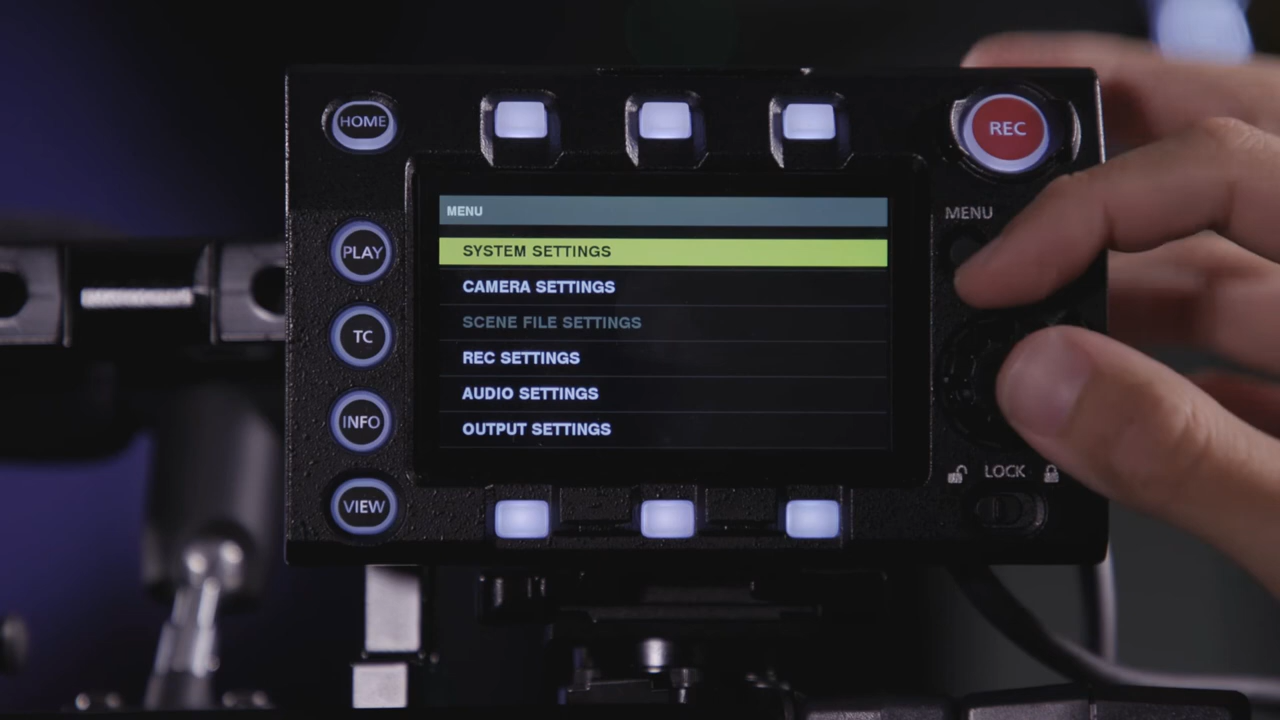 HOME
REC
MENU
PLAY
TC
INFO
VIEW
MENU
SYSTEM SETTINGS
CAMERA SETTINGS
SCENE FILE SETTINGS
REC SETTINGS
AUDIO SETTINGS
OUTPUT SETTINGS
LOCK